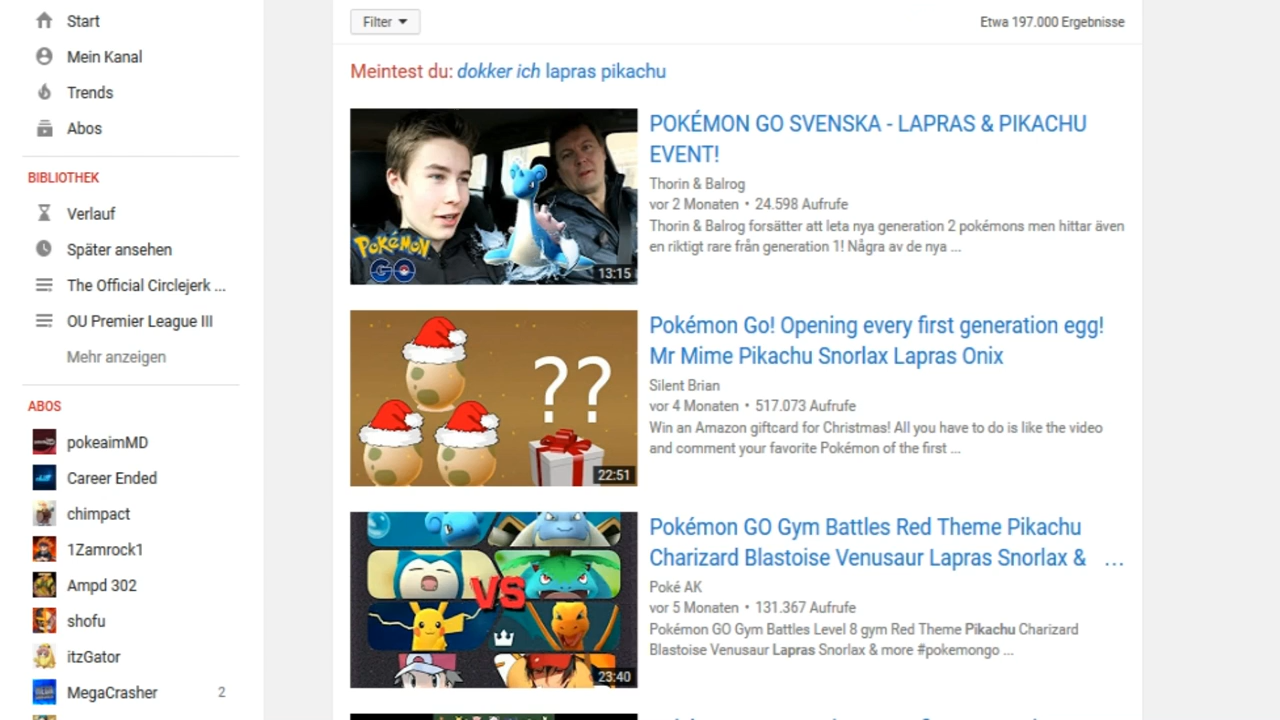 Start
Mein Kanal
Trends
Abos
BIBLIOTHEK
Verlauf
Später ansehen
The Official Circlejerk ...
OU Premier League III
Mehr anzeigen
ABOS
pokeaimMD
Career Ended
chimpact
1Zamrock1
Ampd 302
shofu
itzGator
MegaCrasher 2
Filter
Etwa 197.000 Ergebnisse
Meintest du: dokker ich lapras pikachu
POKÉMON GO
13:15
POKÉMON GO SVENSKA - LAPRAS & PIKACHU
EVENT!
Thorin & Balrog
vor 2 Monaten • 24.598 Aufrufe
Thorin & Balrog forsätter att leta nya generation 2 pokémons men hittar även
en riktigt rare från generation 1! Några av de nya ...
??
22:51
Pokémon Go! Opening every first generation egg!
Mr Mime Pikachu Snorlax Lapras Onix
Silent Brian
vor 4 Monaten • 517.073 Aufrufe
Win an Amazon giftcard for Christmas! All you have to do is like the video
and comment your favorite Pokémon of the first ...
VS
23:40
Pokémon GO Gym Battles Red Theme Pikachu
Charizard Blastoise Venusaur Lapras Snorlax & ...
Poké AK
vor 5 Monaten • 131.367 Aufrufe
Pokémon GO Gym Battles Level 8 gym Red Theme Pikachu Charizard
Blastoise Venusaur Lapras Snorlax & more #pokemongo ...